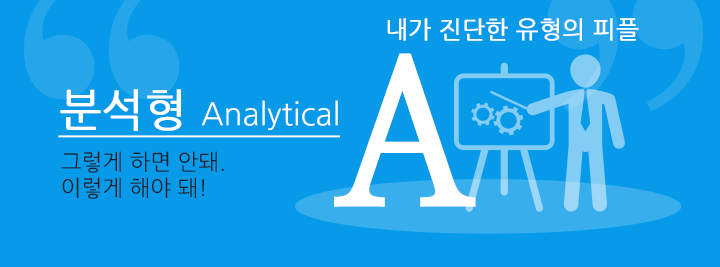 내가 진단한 유형의 피플
분석형 Analytical
A
그렇게 하면 안돼.
이렇게 해야 돼!